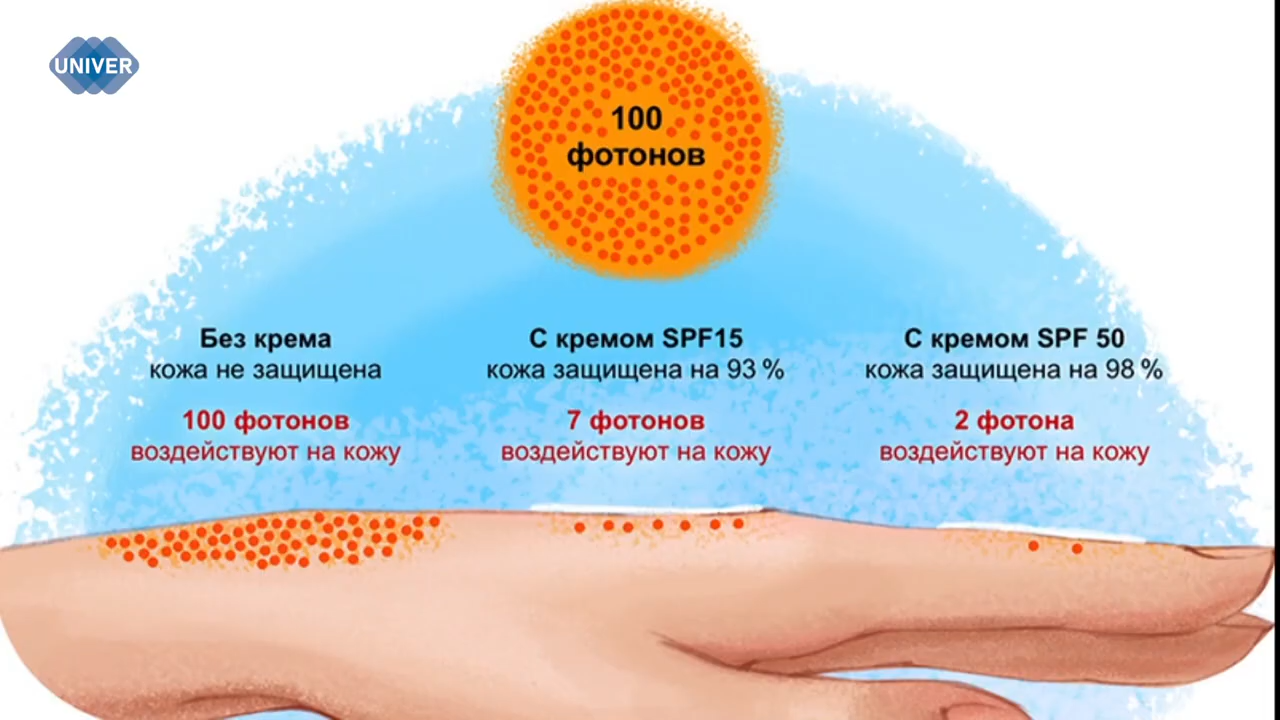 UNIVER
100
фотонов
Без крема
кожа не защищена
100 фотонов
воздействуют на кожу
С кремом SPF15
кожа защищена на 93 %
7 фотонов
воздействуют на кожу
С кремом SPF 50
кожа защищена на 98 %
2 фотона
воздействуют на кожу